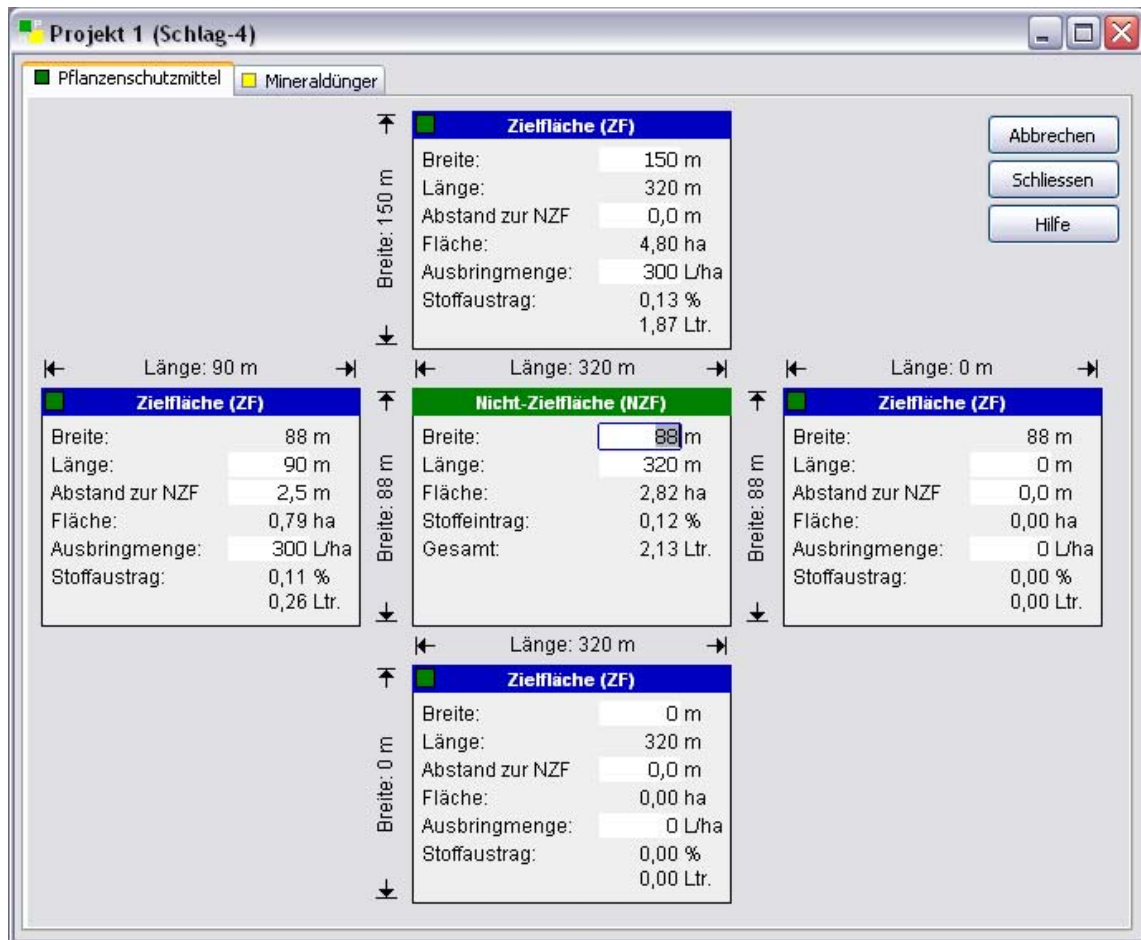 Projekt 1 (Schlag-4)
Pflanzenschutzmittel
Mineraldünger
Abbrechen
Schliessen
Hilfe
Breite: 150 m
Zielfläche (ZF)
Breite: 150 m
Länge: 320 m
Abstand zur NZF 0,0 m
Fläche: 4,80 ha
Ausbringmenge: 300 L/ha
Stoffaustrag: 0,13 %
1,87 Ltr.
Länge: 90 m
Länge: 320 m
Länge: 0 m
Zielfläche (ZF)
Breite: 88 m
Länge: 90 m
Abstand zur NZF 2,5 m
Fläche: 0,79 ha
Ausbringmenge: 300 L/ha
Stoffaustrag: 0,11 %
0,26 Ltr.
Breite: 88 m
Nicht-Zielfläche (NZF)
Breite: 88 m
Länge: 320 m
Fläche: 2,82 ha
Stoffeintrag: 0,12 %
Gesamt: 2,13 Ltr.
Breite: 88 m
Zielfläche (ZF)
Breite: 88 m
Länge: 0 m
Abstand zur NZF 0,0 m
Fläche: 0,00 ha
Ausbringmenge: 0 L/ha
Stoffaustrag: 0,00 %
0,00 Ltr.
Länge: 320 m
Breite: 0 m
Zielfläche (ZF)
Breite: 0 m
Länge: 320 m
Abstand zur NZF 0,0 m
Fläche: 0,00 ha
Ausbringmenge: 0 L/ha
Stoffaustrag: 0,00 %
0,00 Ltr.